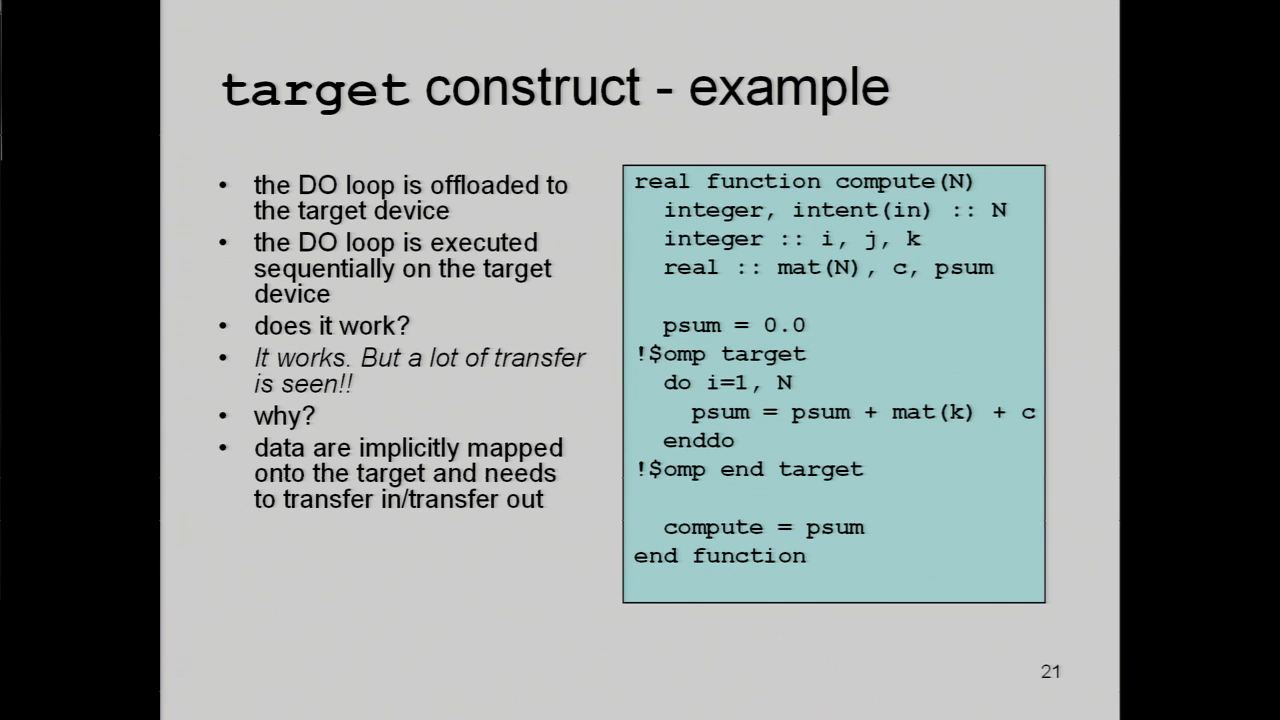 target construct - example
• the DO loop is offloaded to
the target device
• the DO loop is executed
sequentially on the target
device
• does it work?
• It works. But a lot of transfer
is seen!!
• why?
• data are implicitly mapped
onto the target and needs
to transfer in/transfer out
real function compute(N)
  integer, intent(in) :: N
  integer :: i, j, k
  real :: mat(N), c, psum
  psum = 0.0
!$omp target
  do i=1, N
    psum = psum + mat(k) + c
  enddo
!$omp end target
  compute = psum
end function
21